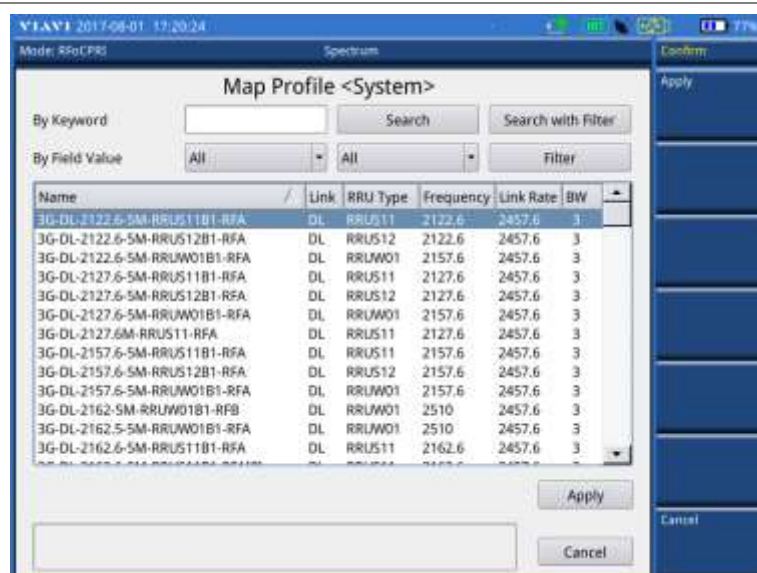 VIAVI 2017-06-01 17:20:24 INT 77%
Mode: RFoCPRI Spectrum Confirm
Map Profile <System> Apply
By Keyword Search Search with Filter
By Field Value All All Filter
Name Link RRU Type Frequency Link Rate BW
3G-DL-2122.6-5M-RRUS11B1-RFA DL RRUS11 2122.6 2457.6 3
3G-DL-2122.6-5M-RRUS12B1-RFA DL RRUS12 2122.6 2457.6 3
3G-DL-2122.6-5M-RRUW01B1-RFA DL RRUW01 2157.6 2457.6 3
3G-DL-2127.6-5M-RRUS11B1-RFA DL RRUS11 2127.6 2457.6 3
3G-DL-2127.6-5M-RRUS12B1-RFA DL RRUS12 2127.6 2457.6 3
3G-DL-2127.6-5M-RRUW01B1-RFA DL RRUW01 2157.6 2457.6 3
3G-DL-2127.6M-RRUS11-RFA DL RRUS11 2127.6 2457.6 3
3G-DL-2157.6-5M-RRUS11B1-RFA DL RRUS11 2157.6 2457.6 3
3G-DL-2157.6-5M-RRUS12B1-RFA DL RRUS12 2157.6 2457.6 3
3G-DL-2157.6-5M-RRUW01B1-RFA DL RRUW01 2157.6 2457.6 3
3G-DL-2162-5M-RRUW01B1-RFB DL RRUW01 2510 2457.6 3
3G-DL-2162.5-5M-RRUW01B1-RFA DL RRUW01 2510 2457.6 3
3G-DL-2162.6-5M-RRUS11B1-RFA DL RRUS11 2162.6 2457.6 3
Apply
Cancel
Cancel